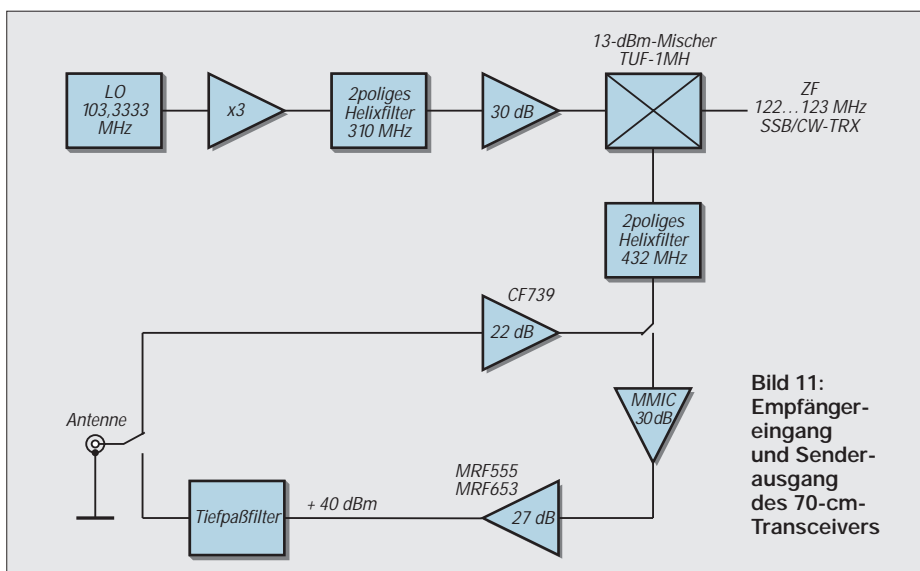 13-dBm-Mischer
TUF-1MH
LO
103,3333
MHz
x3
2poliges
Helixfilter
310 MHz
30 dB
ZF
122...123 MHz
SSB/CW-TRX
2poliges
Helixfilter
432 MHz
CF739
22 dB
MMIC
30 dB
Antenne
Tiefpaßfilter
+ 40 dBm
MRF555
MRF653
27 dB
Bild 11:
Empfänger-
eingang
und Sender-
ausgang
des 70-cm-
Transceivers